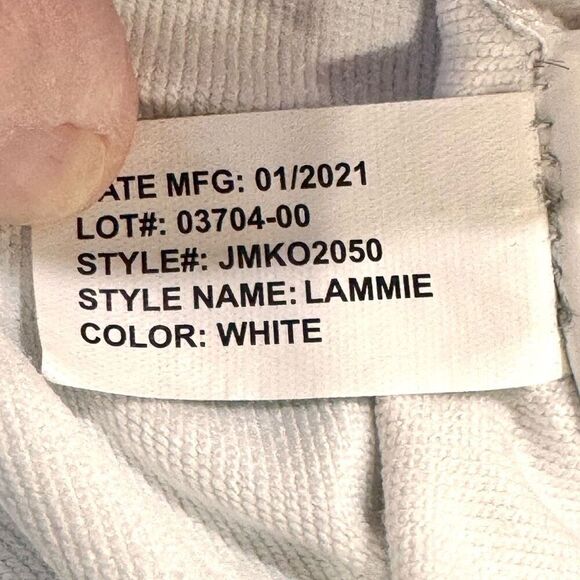 ATE MFG: 01/2021
LOT#: 03704-00
STYLE#: JMKO2050
STYLE NAME: LAMMIE
COLOR: WHITE